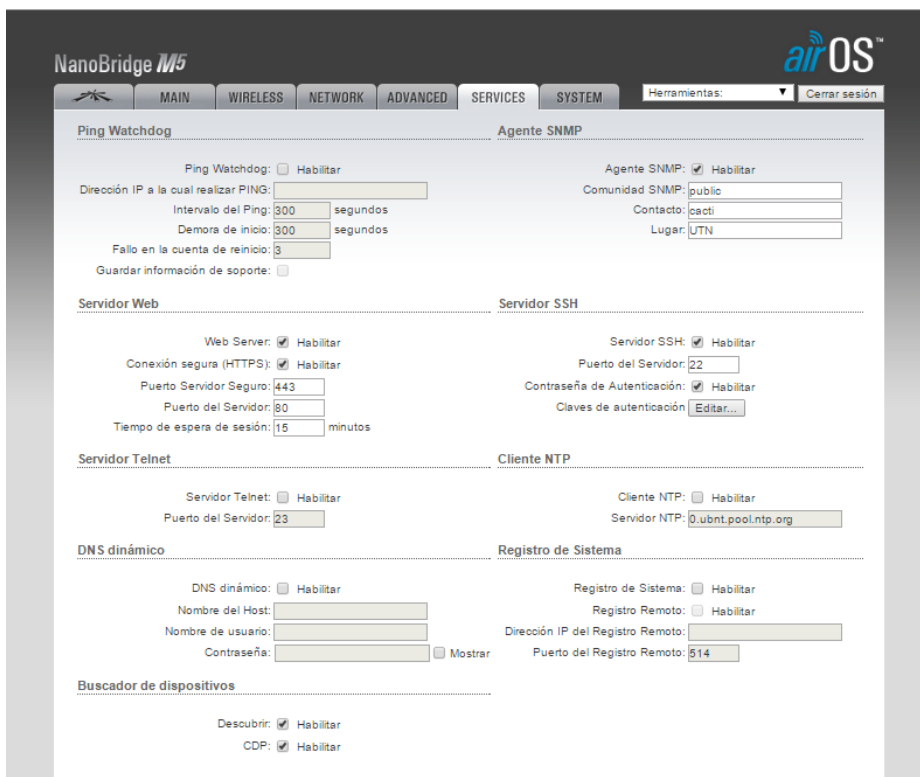 NanoBridge M5
airOS™
MAIN WIRELESS NETWORK ADVANCED SERVICES SYSTEM Herramientas: Cerrar sesión
Ping Watchdog
Ping Watchdog: Habilitar
Dirección IP a la cual realizar PING:
Intervalo del Ping: 300 segundos
Demora de inicio: 300 segundos
Fallo en la cuenta de reinicio: 3
Guardar información de soporte:
Agente SNMP
Agente SNMP: Habilitar
Comunidad SNMP: public
Contacto: cacti
Lugar: UTN
Servidor Web
Web Server: Habilitar
Conexión segura (HTTPS): Habilitar
Puerto Servidor Seguro: 443
Puerto del Servidor: 80
Tiempo de espera de sesión: 15 minutos
Servidor SSH
Servidor SSH: Habilitar
Puerto del Servidor: 22
Contraseña de Autenticación: Habilitar
Claves de autenticación Editar...
Servidor Telnet
Servidor Telnet: Habilitar
Puerto del Servidor: 23
Cliente NTP
Cliente NTP: Habilitar
Servidor NTP: 0.ubnt.pool.ntp.org
DNS dinámico
DNS dinámico: Habilitar
Nombre del Host:
Nombre de usuario:
Contraseña: Mostrar
Registro de Sistema
Registro de Sistema: Habilitar
Registro Remoto: Habilitar
Dirección IP del Registro Remoto:
Puerto del Registro Remoto: 514
Buscador de dispositivos
Descubrir: Habilitar
CDP: Habilitar